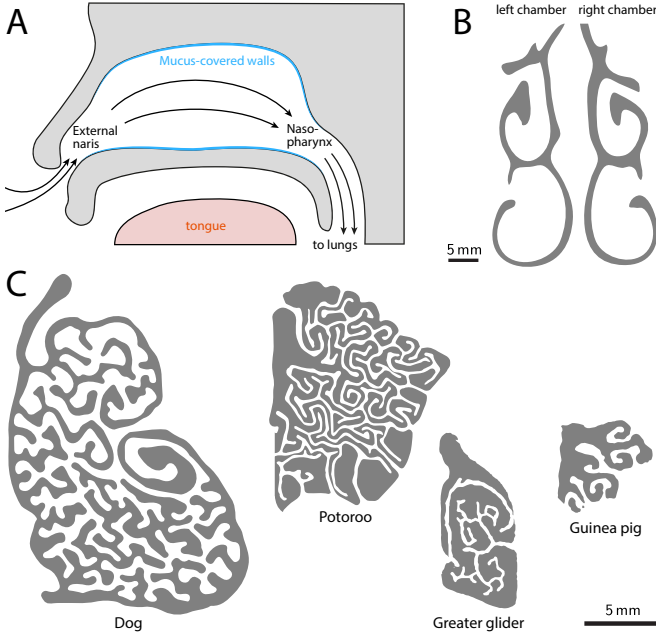 A
Mucus-covered walls
External
naris
Naso-
pharynx
tongue
to lungs
B
left chamber
right chamber
5 mm
C
Dog
Potoroo
Greater glider
Guinea pig
5 mm